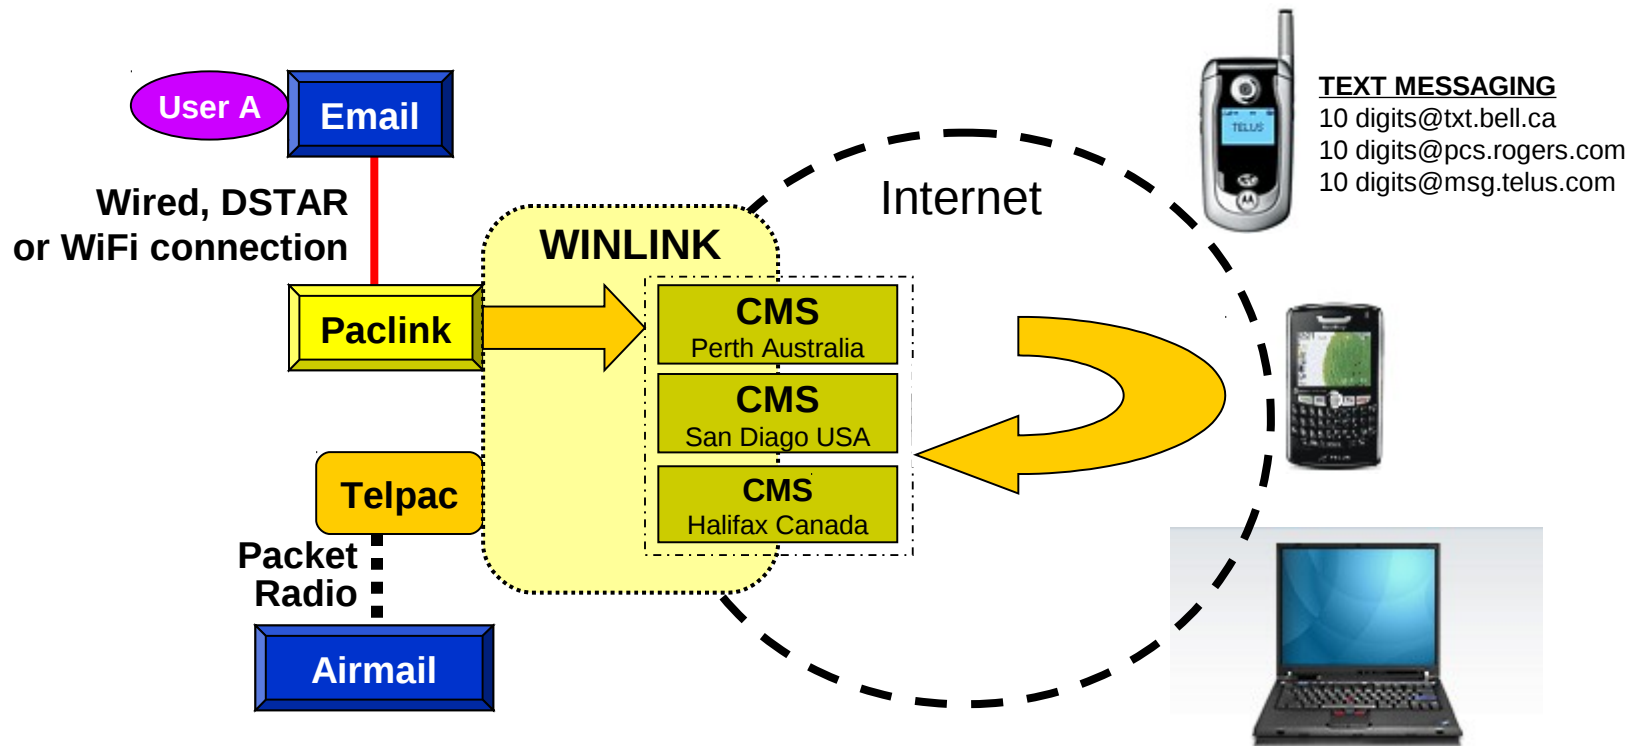 User A
Email
Wired, DSTAR
or WiFi connection
Paclink
Telpac
Packet
Radio
Airmail
WINLINK
CMS
Perth Australia
CMS
San Diago USA
CMS
Halifax Canada
Internet
TELUS
TEXT MESSAGING
10 digits@txt.bell.ca
10 digits@pcs.rogers.com
10 digits@msg.telus.com
TELUS